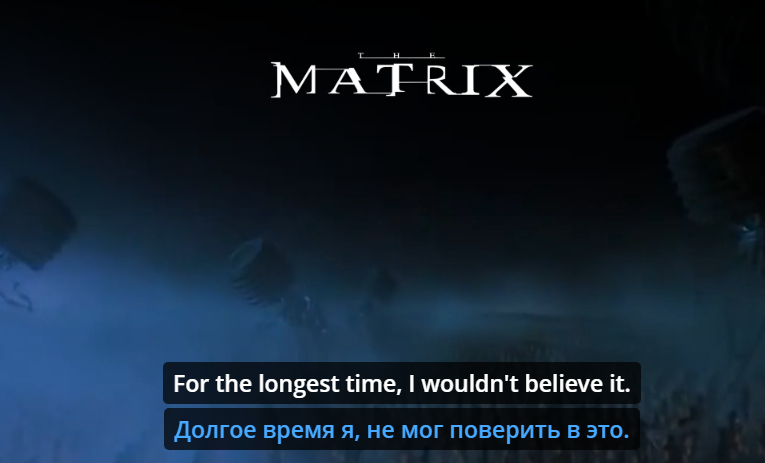 THE
MATRIX
For the longest time, I wouldn't believe it.
Долгое время я, не мог поверить в это.